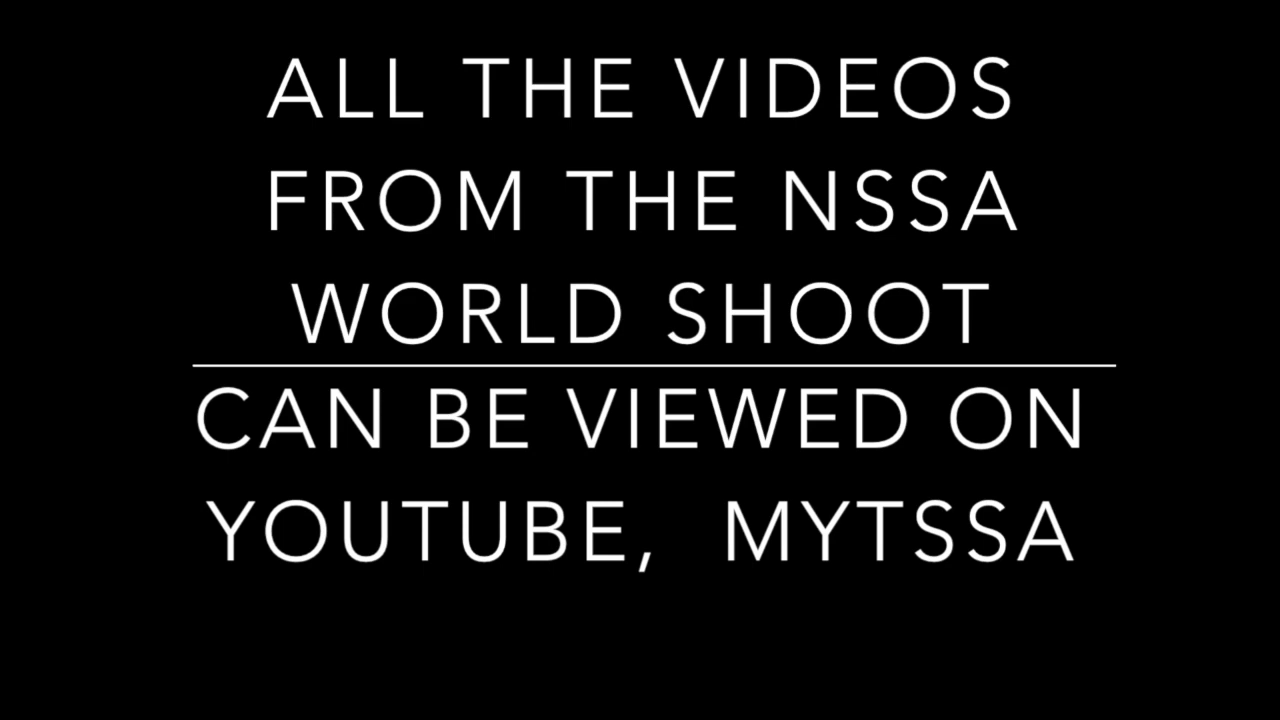 ALL THE VIDEOS
FROM THE NSSA
WORLD SHOOT
CAN BE VIEWED ON
YOUTUBE, MYTSSA